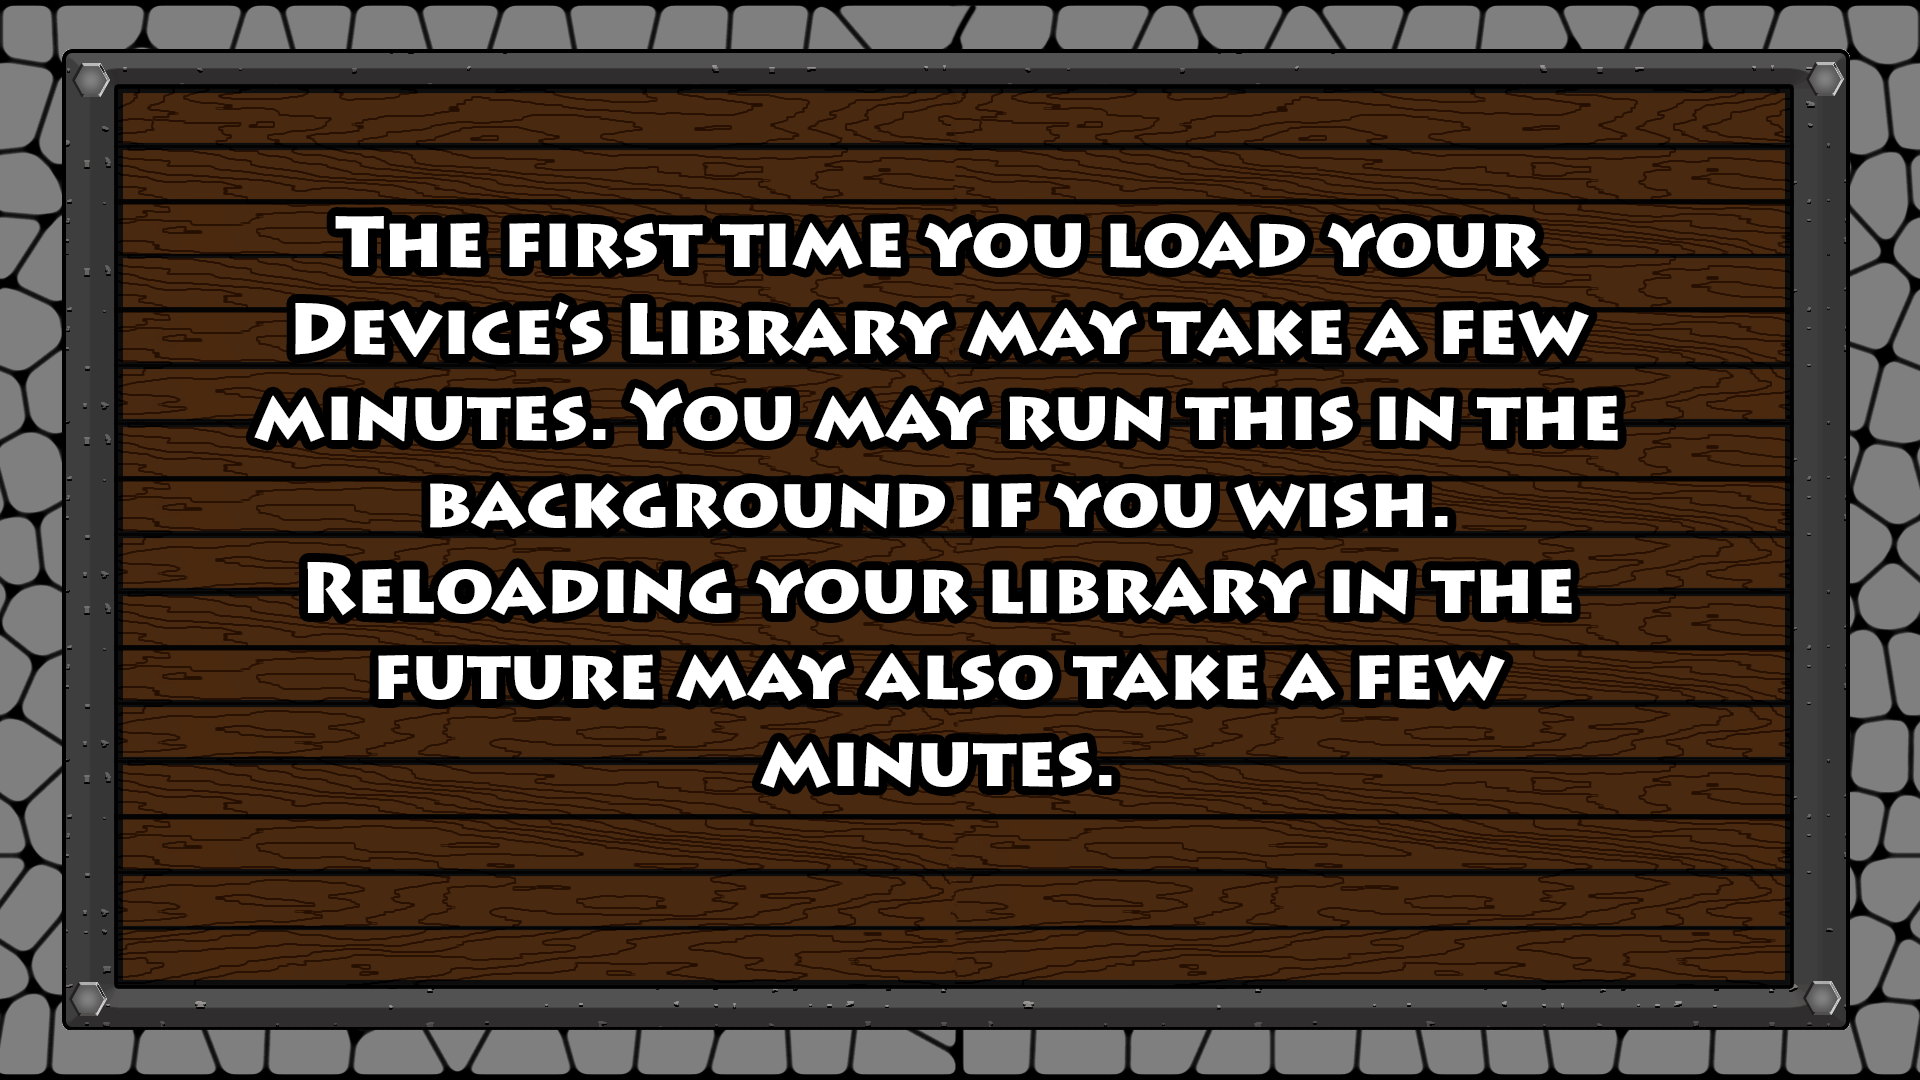 The first time you load your
Device's Library may take a few
minutes. You may run this in the
background if you wish.
Reloading your library in the
future may also take a few
minutes.